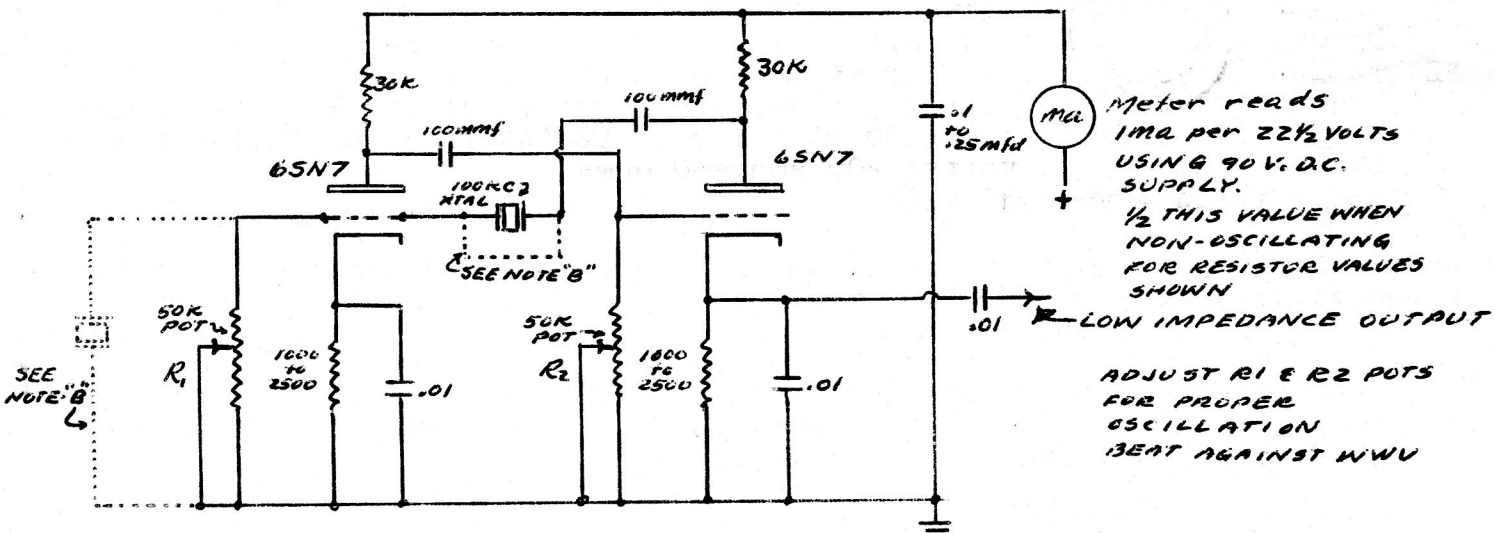 30K
30K
100mmf
100mmf
6SN7
6SN7
100KC
XTAL
SEE NOTE "B"
.01
to
.25mfd
ma
+
Meter reads
1ma per 22½ VOLTS
USING 90 V. D.C.
SUPPLY.
½ THIS VALUE WHEN
NON-OSCILLATING
FOR RESISTOR VALUES
SHOWN
.01
LOW IMPEDANCE OUTPUT
SEE
NOTE "B"
50K
POT
R1
1000
to
2500
.01
50K
POT
R2
1000
to
2500
.01
ADJUST R1 & R2 POTS
FOR PROPER
OSCILLATION
BEAT AGAINST WWV